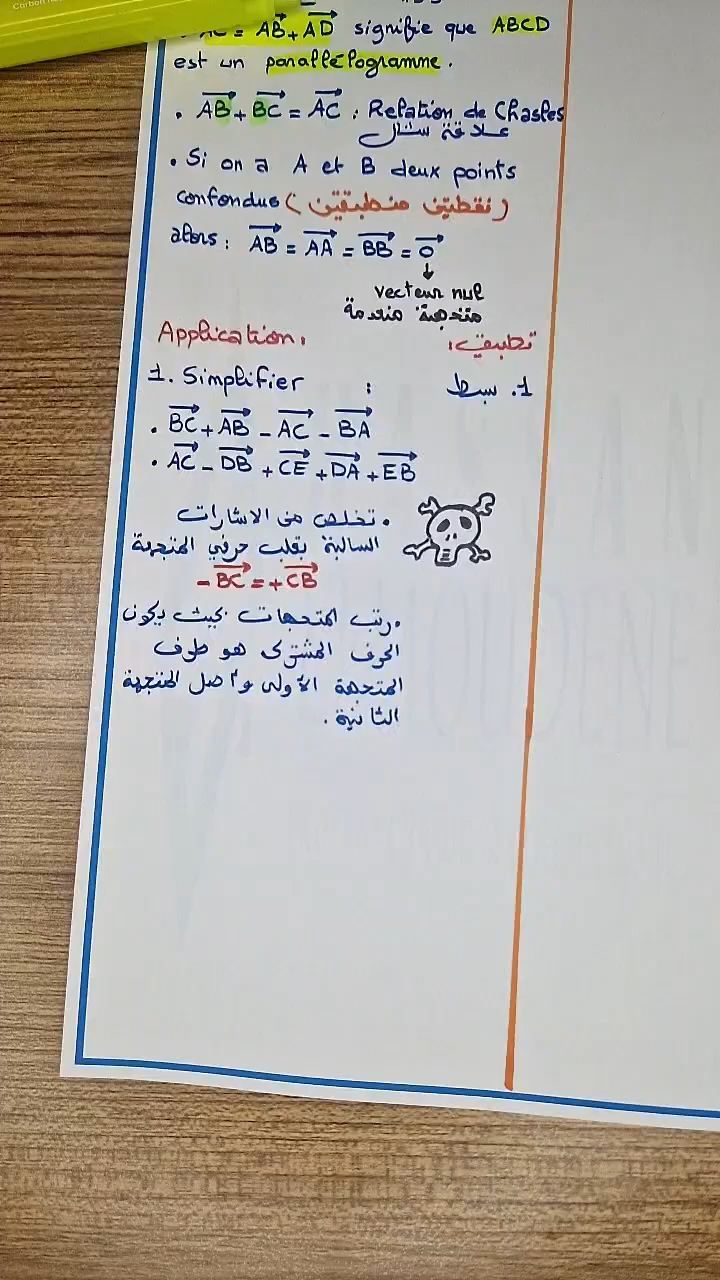 = AB + AD signifie que ABCD
est un parallélogramme.
. AB + BC = AC : Relation de Chasles
علاقة شال
. Si on a A et B deux points
confondus (نقطتين منطبقتين)
alors : AB = AA = BB = 0
vecteur nul
متجهة منعدمة
Application : تطبيق :
1. Simplifier : 1. بسط
. BC + AB - AC - BA
. AC - DB + CE + DA + EB
. تخلص من الاشارات
السالبة بقلب حرفي المتجهة
- BC = + CB
. رتب المتجهات بحيث يكون
الحرف المشترك هو طرف
المتجهة الأولى وأصل المتجهة
الثانية .